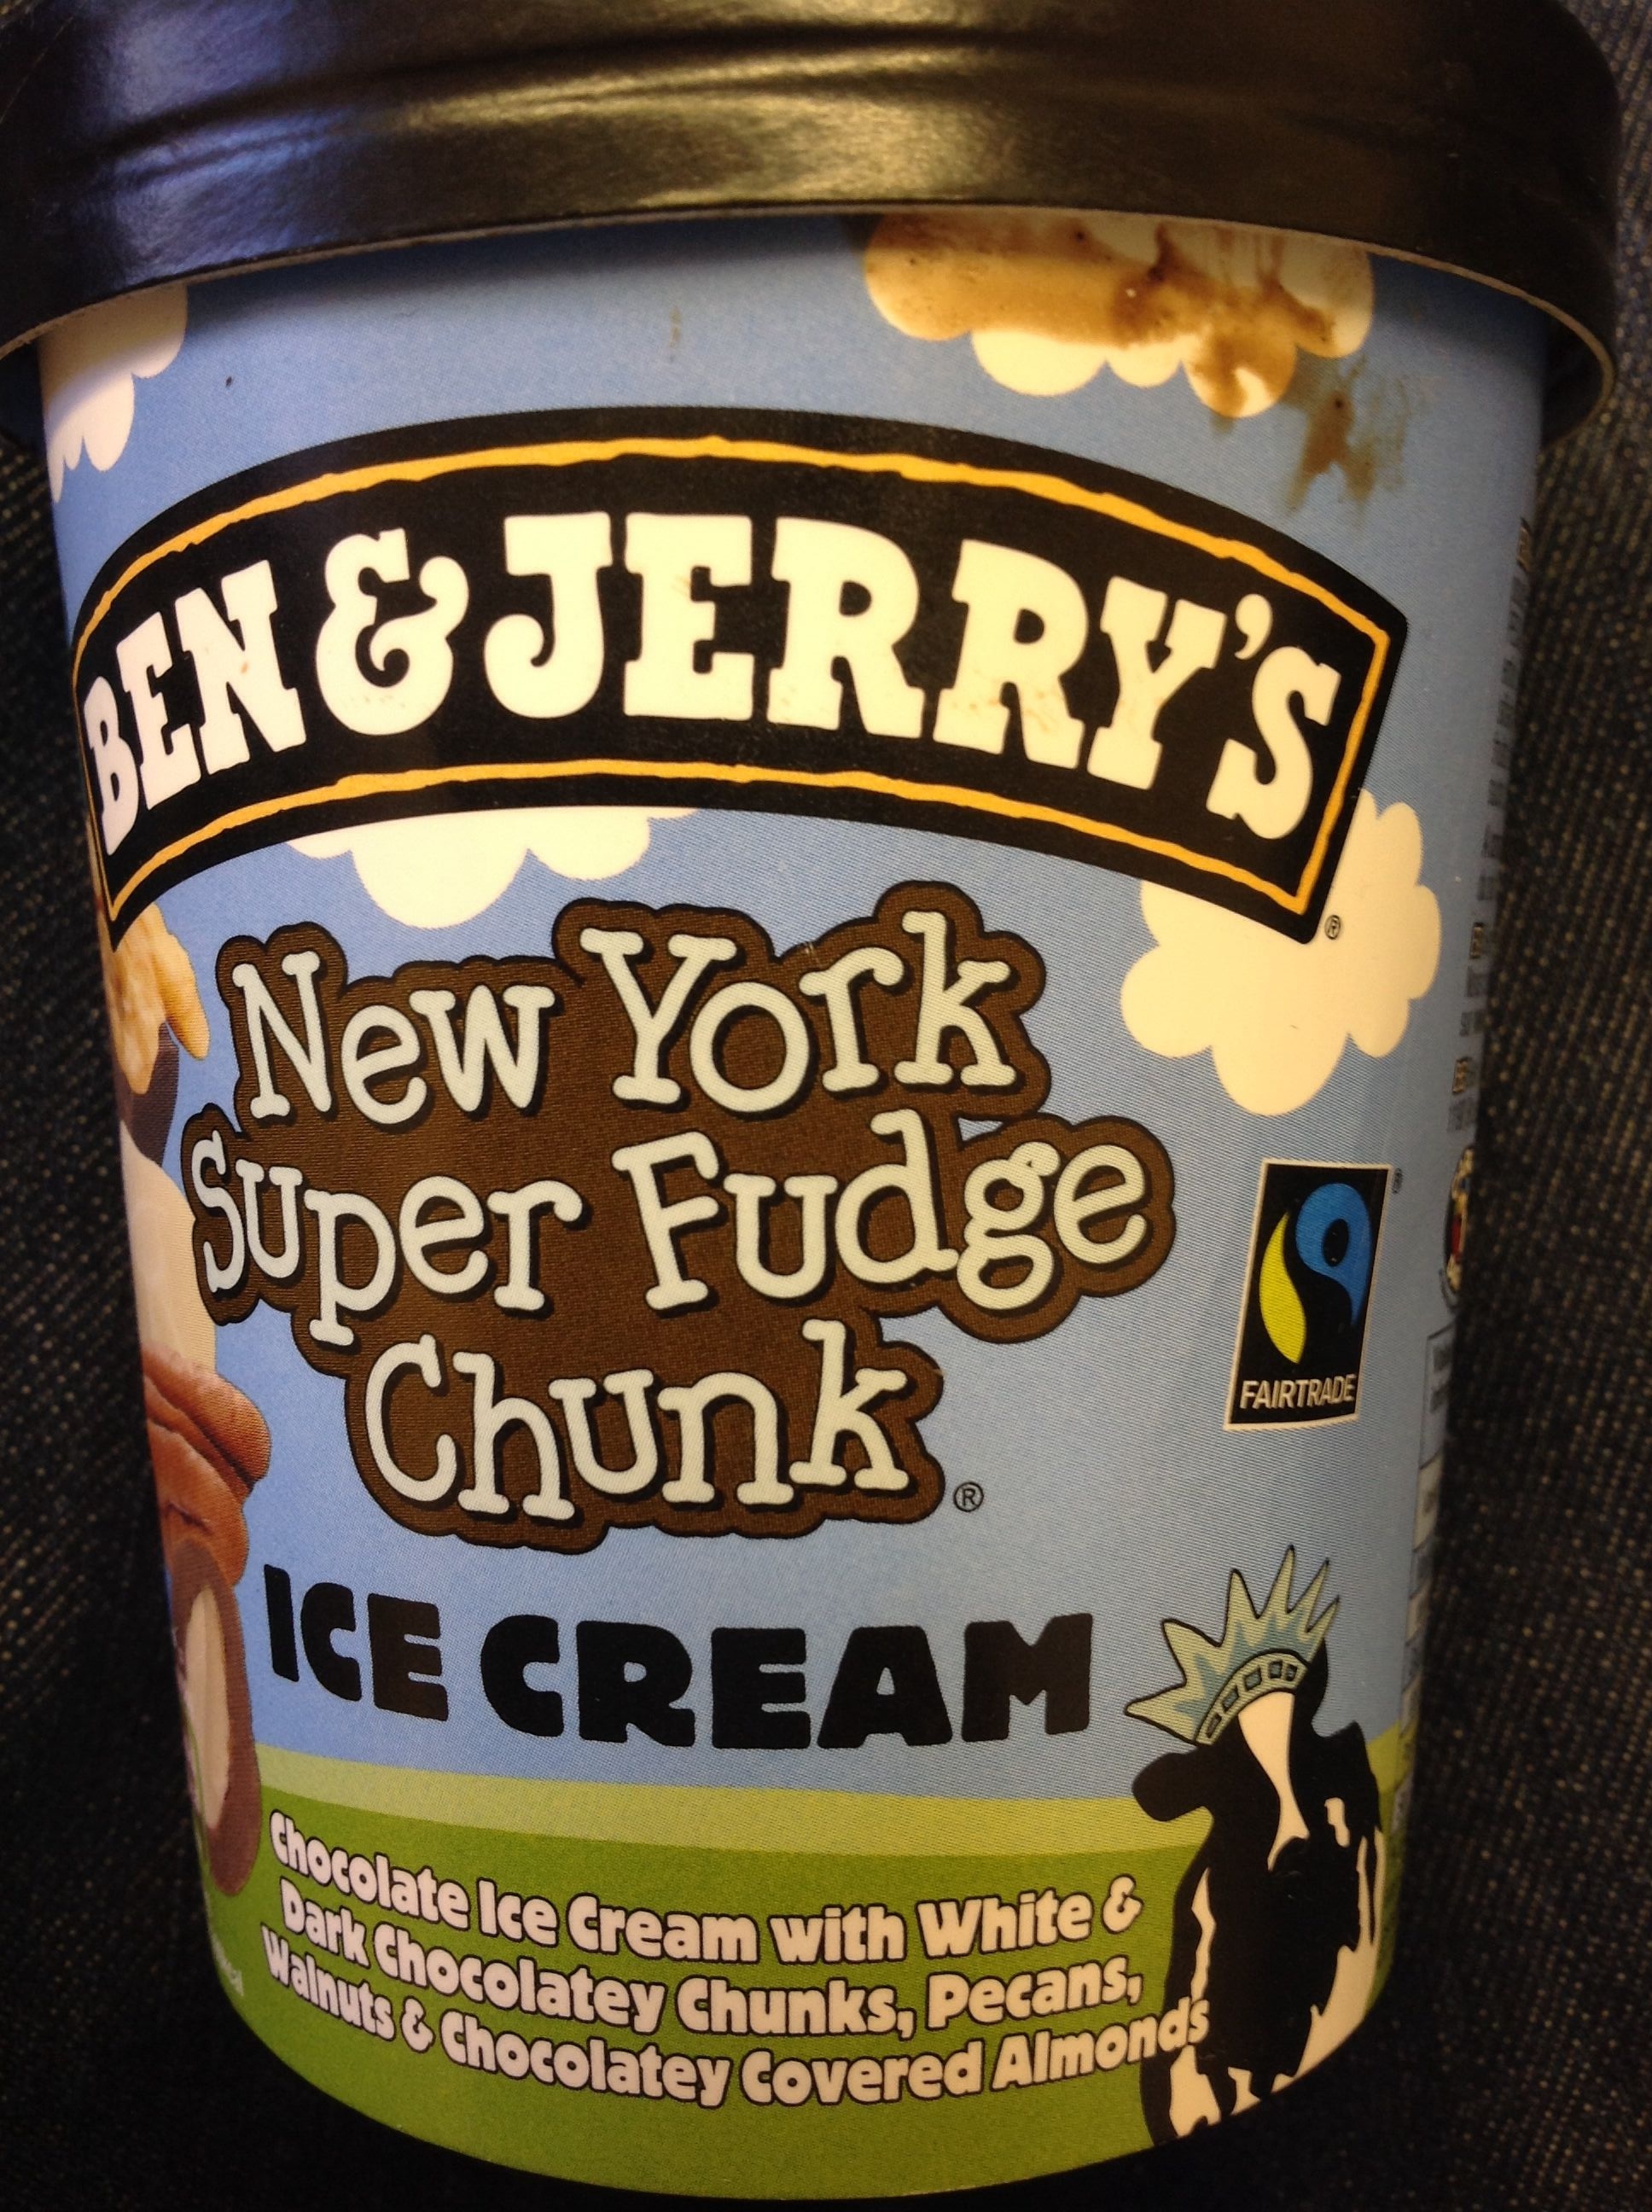 BEN & JERRY'S®
New York
Super Fudge
Chunk®
FAIRTRADE
ICE CREAM
Chocolate Ice Cream with White &
Dark Chocolatey Chunks, Pecans,
Walnuts & Chocolatey Covered Almonds